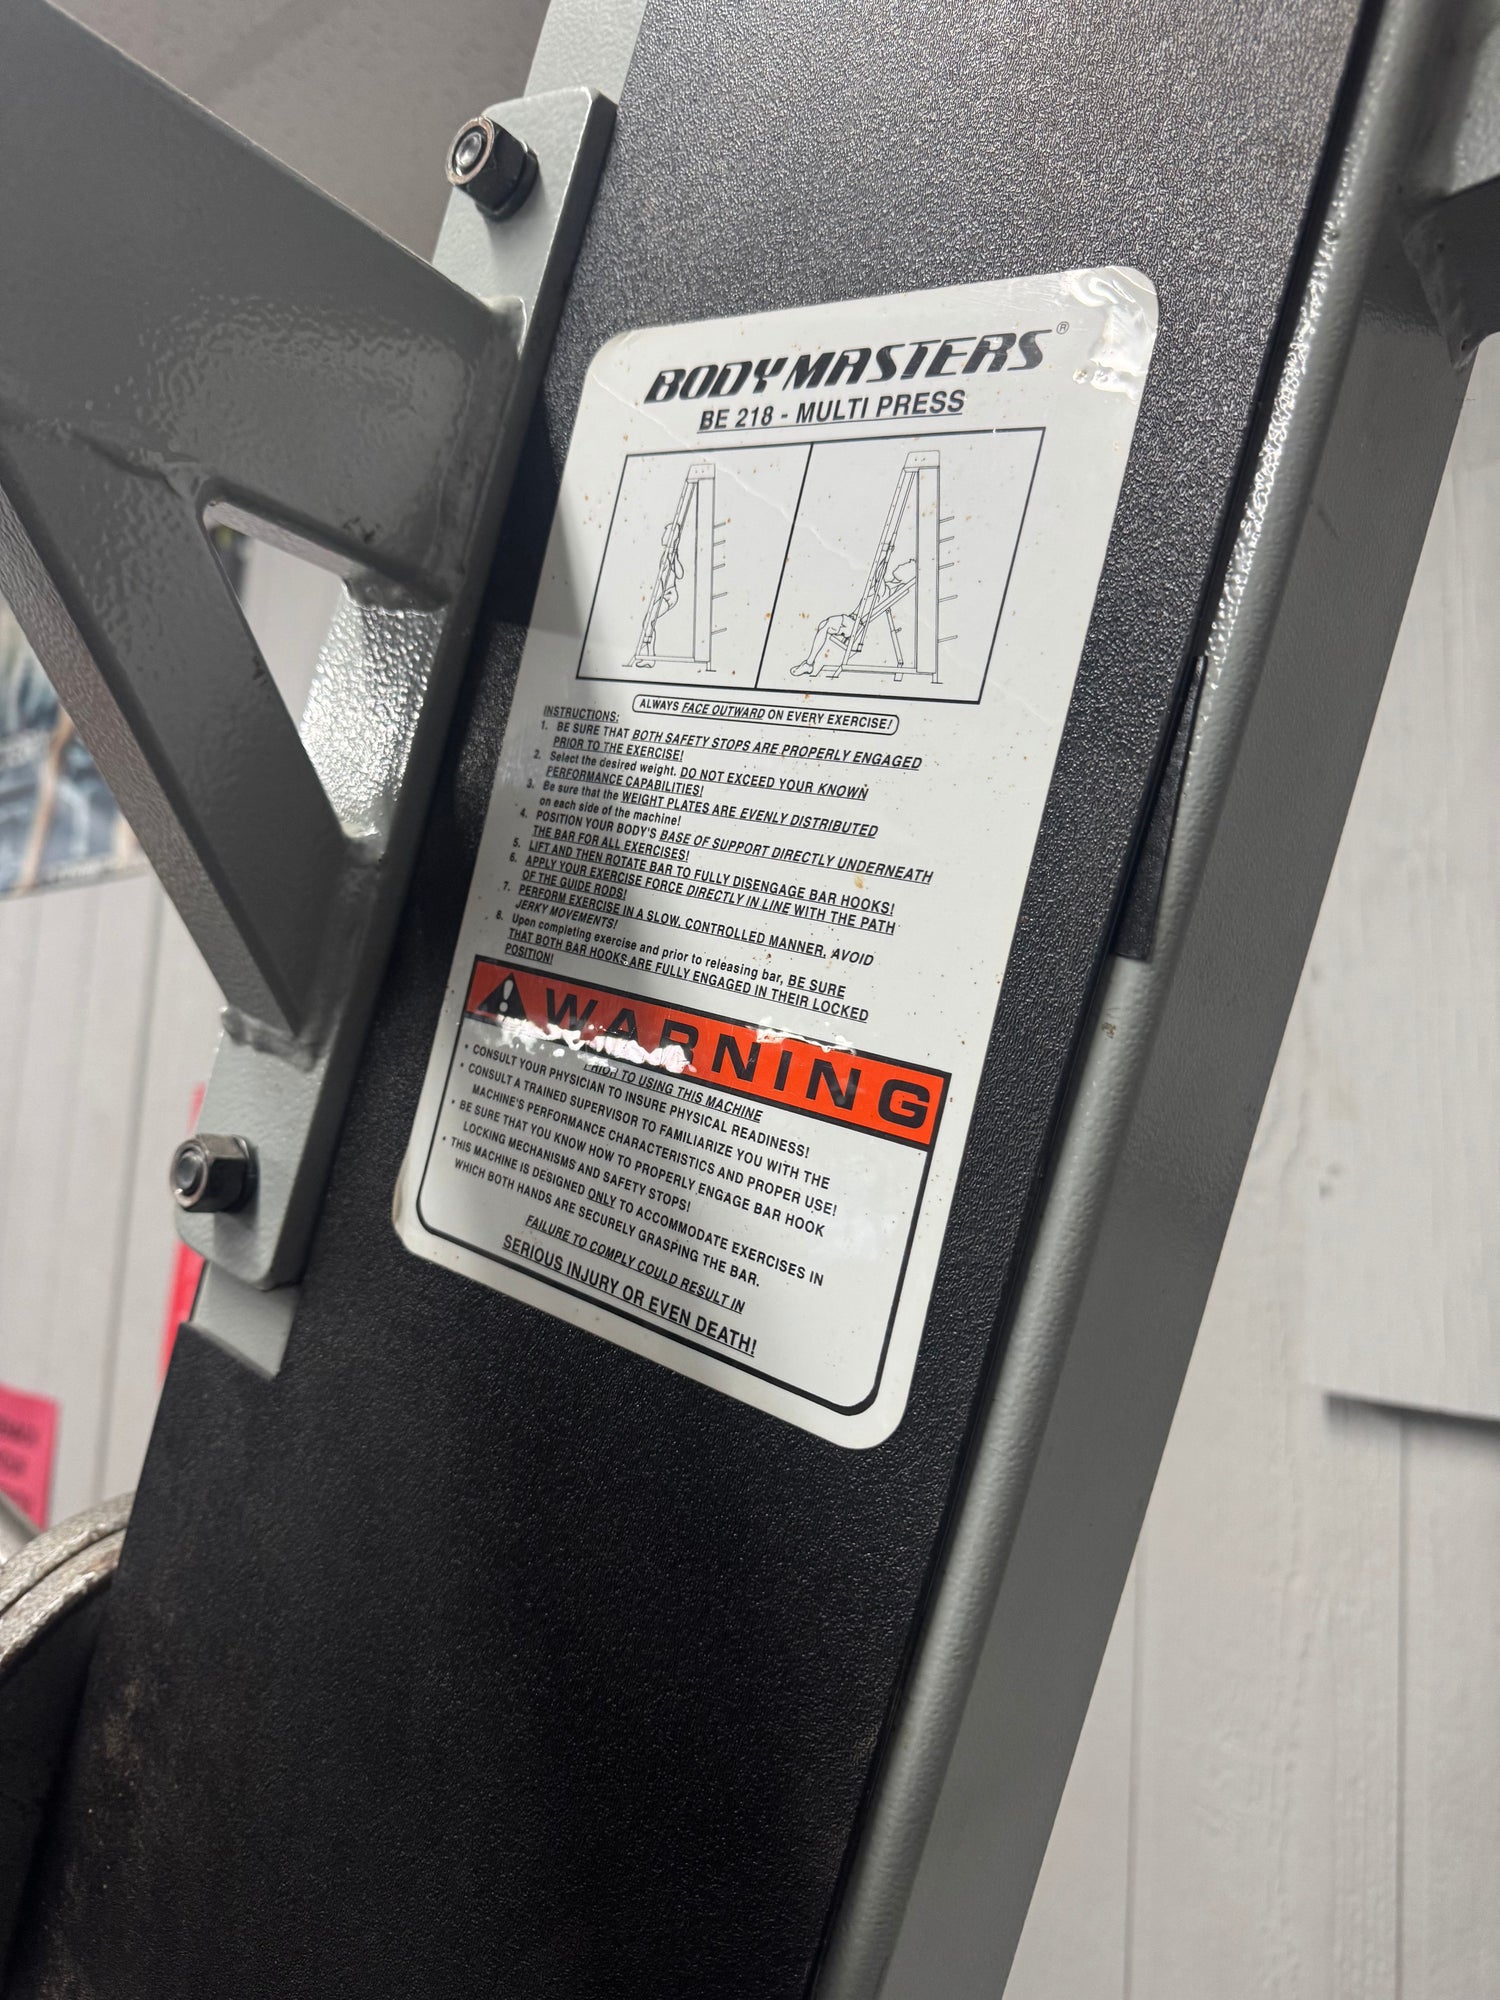 BODYMASTERS®
BE 218 - MULTI PRESS
ALWAYS FACE OUTWARD ON EVERY EXERCISE!
INSTRUCTIONS:
1. BE SURE THAT BOTH SAFETY STOPS ARE PROPERLY ENGAGED
PRIOR TO THE EXERCISE!
2. Select the desired weight. DO NOT EXCEED YOUR KNOWN
PERFORMANCE CAPABILITIES!
3. Be sure that the WEIGHT PLATES ARE EVENLY DISTRIBUTED
on each side of the machine!
4. POSITION YOUR BODY'S BASE OF SUPPORT DIRECTLY UNDERNEATH
THE BAR FOR ALL EXERCISES!
5. LIFT AND THEN ROTATE BAR TO FULLY DISENGAGE BAR HOOKS!
6. APPLY YOUR EXERCISE FORCE DIRECTLY IN LINE WITH THE PATH
OF THE GUIDE RODS!
7. PERFORM EXERCISE IN A SLOW, CONTROLLED MANNER, AVOID
JERKY MOVEMENTS!
8. Upon completing exercise and prior to releasing bar, BE SURE
THAT BOTH BAR HOOKS ARE FULLY ENGAGED IN THEIR LOCKED
POSITION!
WARNING
PRIOR TO USING THIS MACHINE
• CONSULT YOUR PHYSICIAN TO INSURE PHYSICAL READINESS!
• CONSULT A TRAINED SUPERVISOR TO FAMILIARIZE YOU WITH THE
MACHINE'S PERFORMANCE CHARACTERISTICS AND PROPER USE!
• BE SURE THAT YOU KNOW HOW TO PROPERLY ENGAGE BAR HOOK
LOCKING MECHANISMS AND SAFETY STOPS!
• THIS MACHINE IS DESIGNED ONLY TO ACCOMMODATE EXERCISES IN
WHICH BOTH HANDS ARE SECURELY GRASPING THE BAR.
FAILURE TO COMPLY COULD RESULT IN
SERIOUS INJURY OR EVEN DEATH!